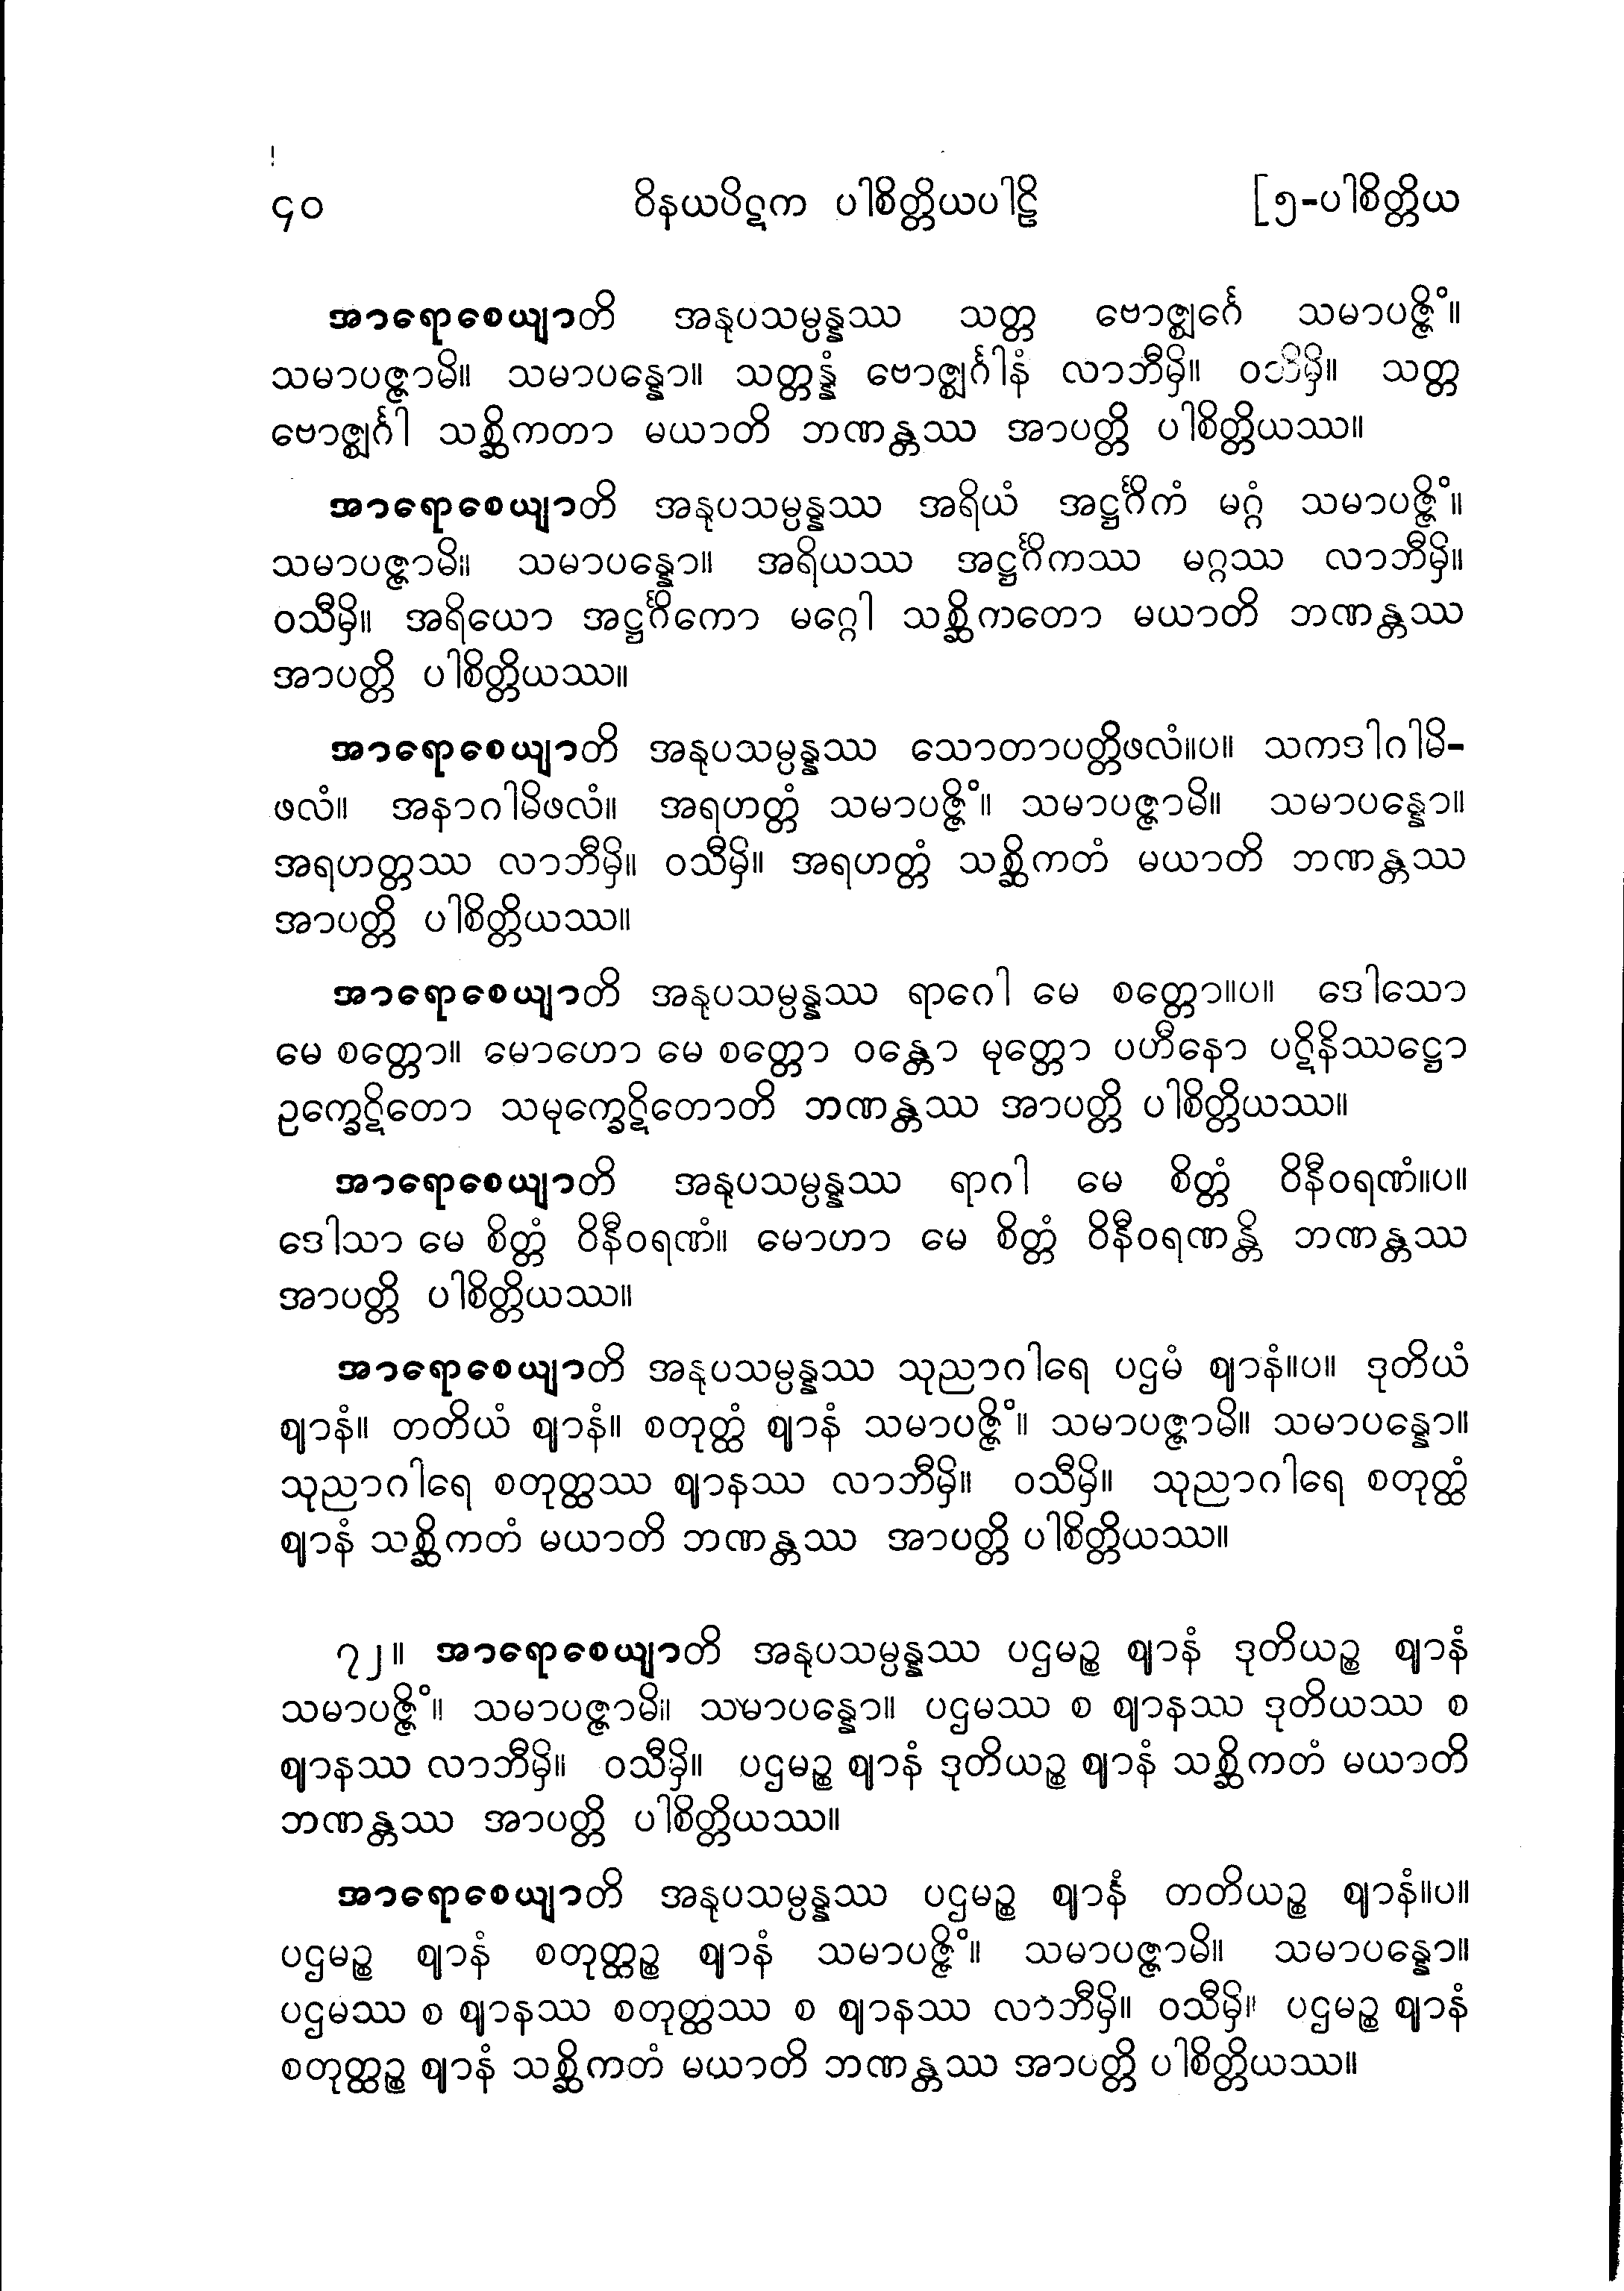 ၄၀ ဝိနယပိဋက ပါစိတ္တိယပါဠိ [၅-ပါစိတ္တိယ
အာရောစေယျာတိ အနုပသမ္ပန္နဿ သတ္တ ဗောဇ္ဈင်္ဂေ သမာပဇ္ဇိံ။
သမာပဇ္ဇာမိ။ သမာပန္နော။ သတ္တန္နံ ဗောဇ္ဈင်္ဂါနံ လာဘီမှိ။ ဝသီမှိ။ သတ္တ
ဗောဇ္ဈင်္ဂါ သစ္ဆိကတာ မယာတိ ဘဏန္တဿ အာပတ္တိ ပါစိတ္တိယဿ။
အာရောစေယျာတိ အနုပသမ္ပန္နဿ အရိယံ အဋ္ဌင်္ဂိကံ မဂ္ဂံ သမာပဇ္ဇိံ။
သမာပဇ္ဇာမိ။ သမာပန္နော။ အရိယဿ အဋ္ဌင်္ဂိကဿ မဂ္ဂဿ လာဘီမှိ။
ဝသီမှိ။ အရိယော အဋ္ဌင်္ဂိကော မဂ္ဂေါ သစ္ဆိကတော မယာတိ ဘဏန္တဿ
အာပတ္တိ ပါစိတ္တိယဿ။
အာရောစေယျာတိ အနုပသမ္ပန္နဿ သောတာပတ္တိဖလံ။ပ။ သကဒါဂါမိ-
ဖလံ။ အနာဂါမိဖလံ။ အရဟတ္တံ သမာပဇ္ဇိံ။ သမာပဇ္ဇာမိ။ သမာပန္နော။
အရဟတ္တဿ လာဘီမှိ။ ဝသီမှိ။ အရဟတ္တံ သစ္ဆိကတံ မယာတိ ဘဏန္တဿ
အာပတ္တိ ပါစိတ္တိယဿ။
အာရောစေယျာတိ အနုပသမ္ပန္နဿ ရာဂေါ မေ စတ္တော။ပ။ ဒေါသော
မေ စတ္တော။ မောဟော မေ စတ္တော ဝန္တော မုတ္တော ပဟီနော ပဋိနိဿဋ္ဌော
ဥက္ခေဋိတော သမုက္ခေဋိတောတိ ဘဏန္တဿ အာပတ္တိ ပါစိတ္တိယဿ။
အာရောစေယျာတိ အနုပသမ္ပန္နဿ ရာဂါ မေ စိတ္တံ ဝိနီဝရဏံ။ပ။
ဒေါသာ မေ စိတ္တံ ဝိနီဝရဏံ။ မောဟာ မေ စိတ္တံ ဝိနီဝရဏန္တိ ဘဏန္တဿ
အာပတ္တိ ပါစိတ္တိယဿ။
အာရောစေယျာတိ အနုပသမ္ပန္နဿ သုညာဂါရေ ပဌမံ ဈာနံ။ပ။ ဒုတိယံ
ဈာနံ။ တတိယံ ဈာနံ။ စတုတ္ထံ ဈာနံ သမာပဇ္ဇိံ။ သမာပဇ္ဇာမိ။ သမာပန္နော။
သုညာဂါရေ စတုတ္ထဿ ဈာနဿ လာဘီမှိ။ ဝသီမှိ။ သုညာဂါရေ စတုတ္ထံ
ဈာနံ သစ္ဆိကတံ မယာတိ ဘဏန္တဿ အာပတ္တိ ပါစိတ္တိယဿ။
၇၂။ အာရောစေယျာတိ အနုပသမ္ပန္နဿ ပဌမဉ္စ ဈာနံ ဒုတိယဉ္စ ဈာနံ
သမာပဇ္ဇိံ။ သမာပဇ္ဇာမိ။ သမာပန္နော။ ပဌမဿ စ ဈာနဿ ဒုတိယဿ စ
ဈာနဿ လာဘီမှိ။ ဝသီမှိ။ ပဌမဉ္စ ဈာနံ ဒုတိယဉ္စ ဈာနံ သစ္ဆိကတံ မယာတိ
ဘဏန္တဿ အာပတ္တိ ပါစိတ္တိယဿ။
အာရောစေယျာတိ အနုပသမ္ပန္နဿ ပဌမဉ္စ ဈာနံ တတိယဉ္စ ဈာနံ။ပ။
ပဌမဉ္စ ဈာနံ စတုတ္ထဉ္စ ဈာနံ သမာပဇ္ဇိံ။ သမာပဇ္ဇာမိ။ သမာပန္နော။
ပဌမဿ စ ဈာနဿ စတုတ္ထဿ စ ဈာနဿ လာဘီမှိ။ ဝသီမှိ။ ပဌမဉ္စ ဈာနံ
စတုတ္ထဉ္စ ဈာနံ သစ္ဆိကတံ မယာတိ ဘဏန္တဿ အာပတ္တိ ပါစိတ္တိယဿ။